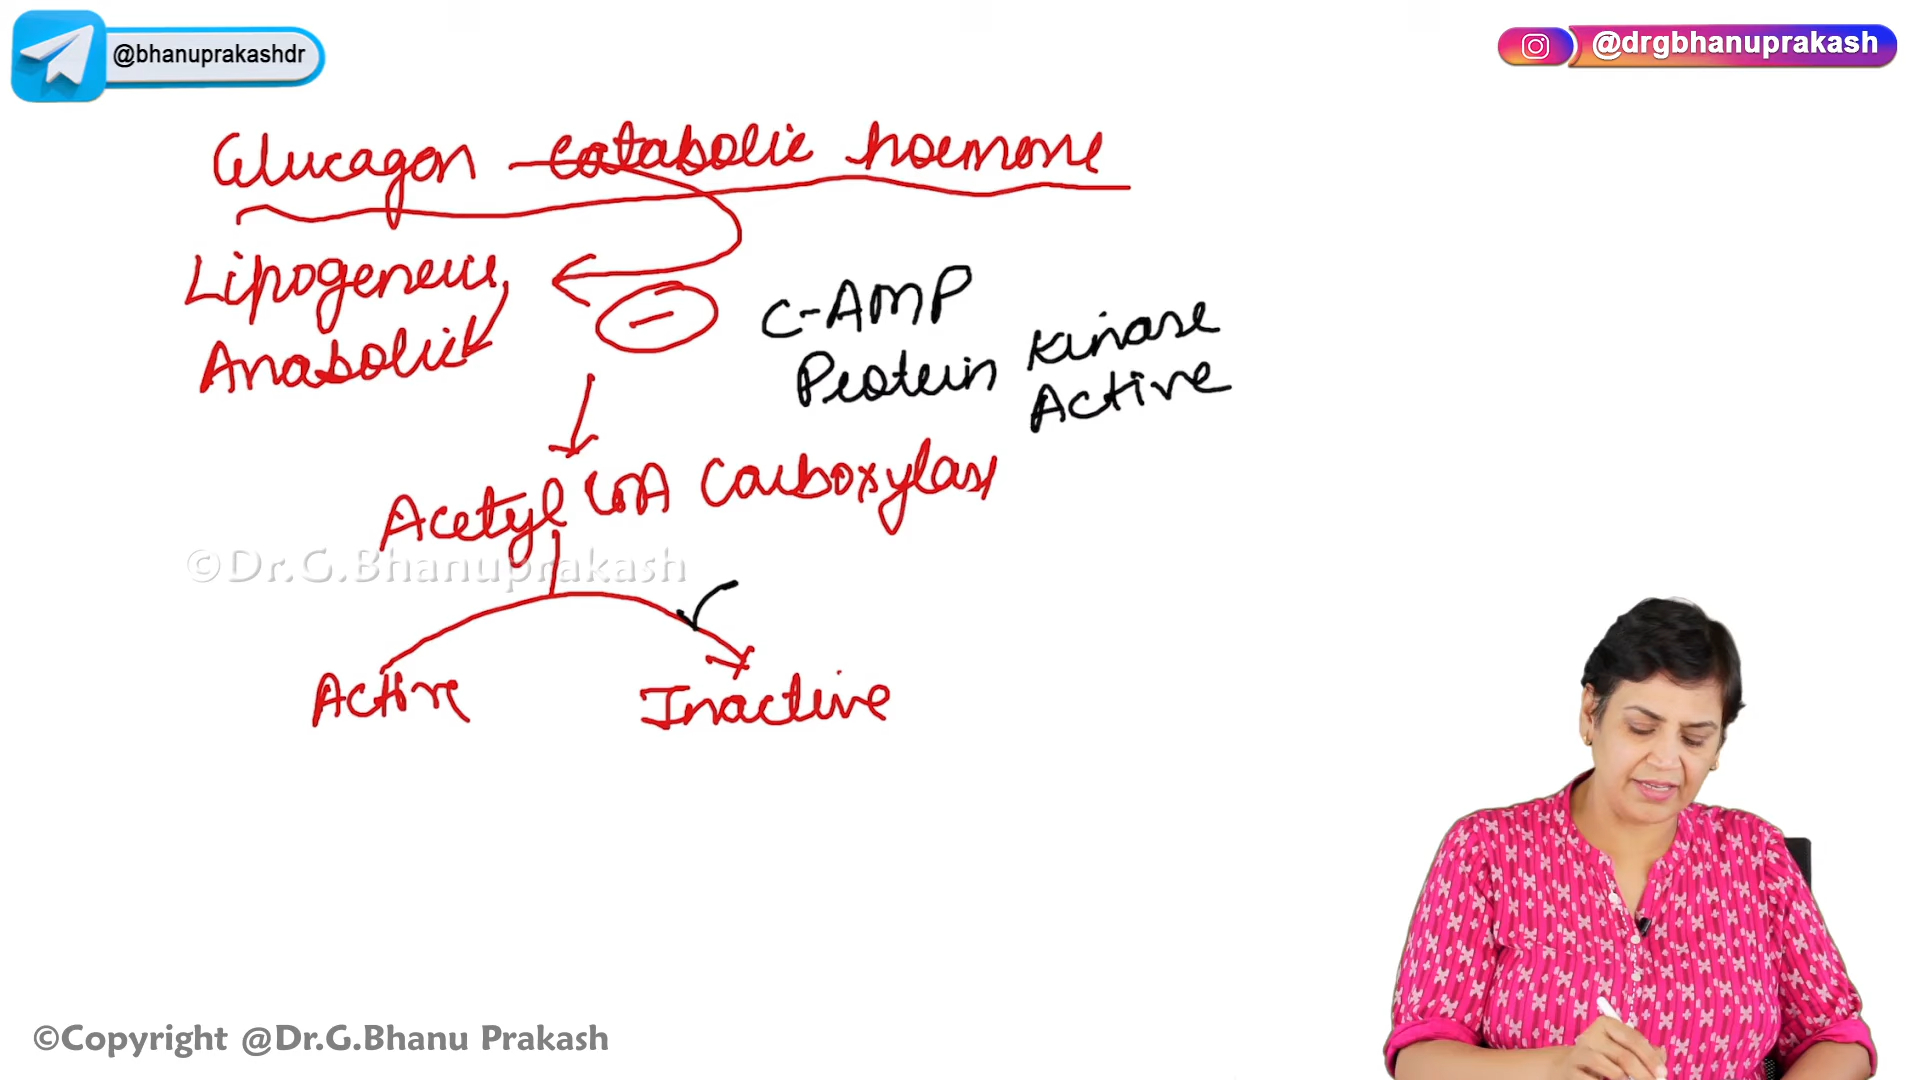 @bhanuprakashdr
@drgbhanuprakash
Glucagon catabolic hormone
Lipogenesis
Anabolic
C-AMP
Protein Kinase
Active
Acetyl CoA Carboxylase
©Dr.G.Bhanuprakash
Active
Inactive
©Copyright @Dr.G.Bhanu Prakash